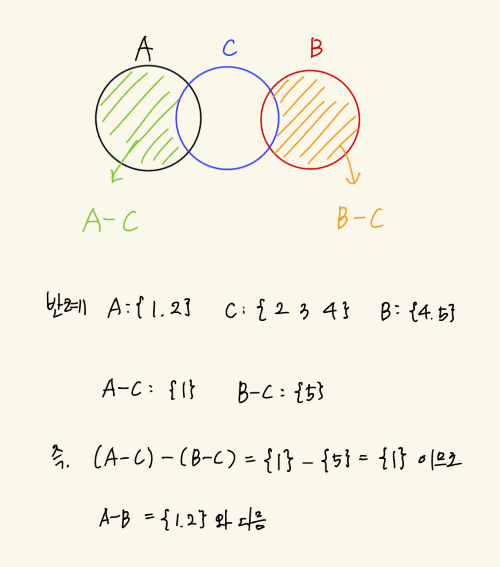 A C B
A-C B-C
반례 A:{1.2} C:{2 3 4} B:{4.5}
A-C: {1} B-C: {5}
즉. (A-C)-(B-C) = {1} - {5} = {1} 이므로
A-B = {1.2} 와 다음